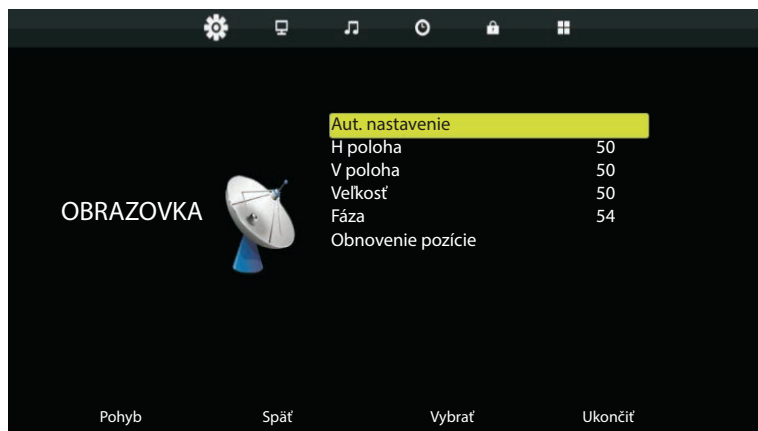 Aut. nastavenie
H poloha 50
V poloha 50
Veľkosť 50
OBRAZOVKA
Fáza 54
Obnovenie pozície
Pohyb Späť Vybrať Ukončiť